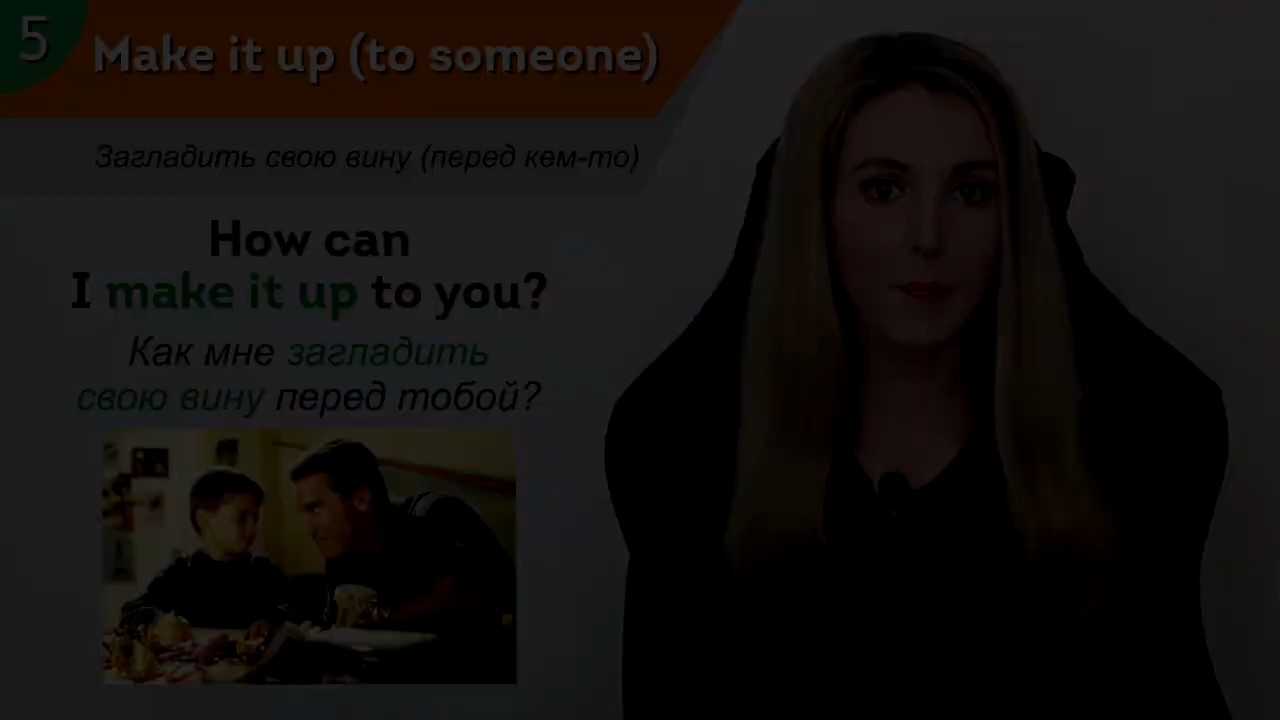 5
Make it up (to someone)
Загладить свою вину (перед кем-то)
How can
I make it up to you?
Как мне загладить
свою вину перед тобой?